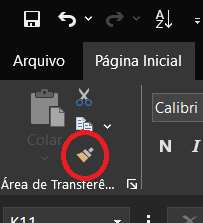 Arquivo Página Inicial
Colar
Calibri
N I
Área de Transferê...
K11